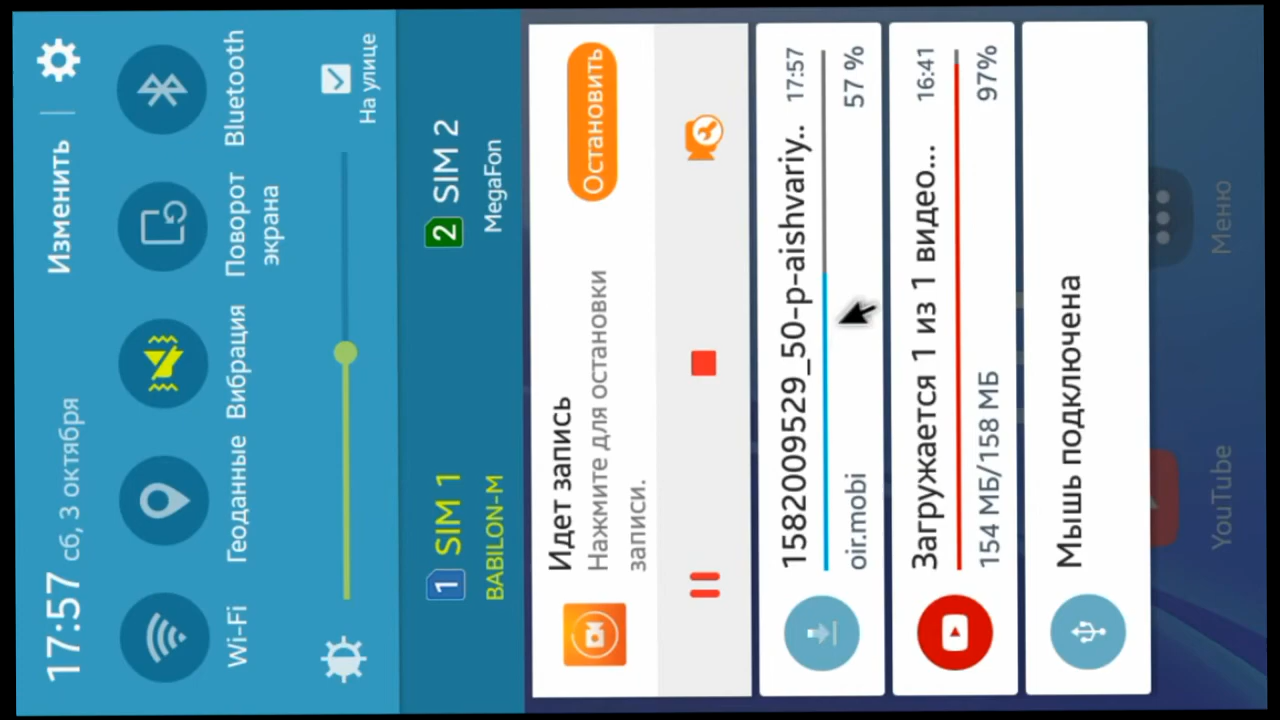 17:57 сб, 3 октября Изменить
Wi-Fi Геоданные Вибрация Поворот экрана Bluetooth
На улице
1 SIM 1 2 SIM 2
BABILON-M MegaFon
Идет запись
Нажмите для остановки
записи.
Остановить
1582009529_50-p-aishvariy.. 17:57
oir.mobi 57 %
Загружается 1 из 1 видео... 16:41
154 МБ/158 МБ 97%
Мышь подключена
YouTube Меню